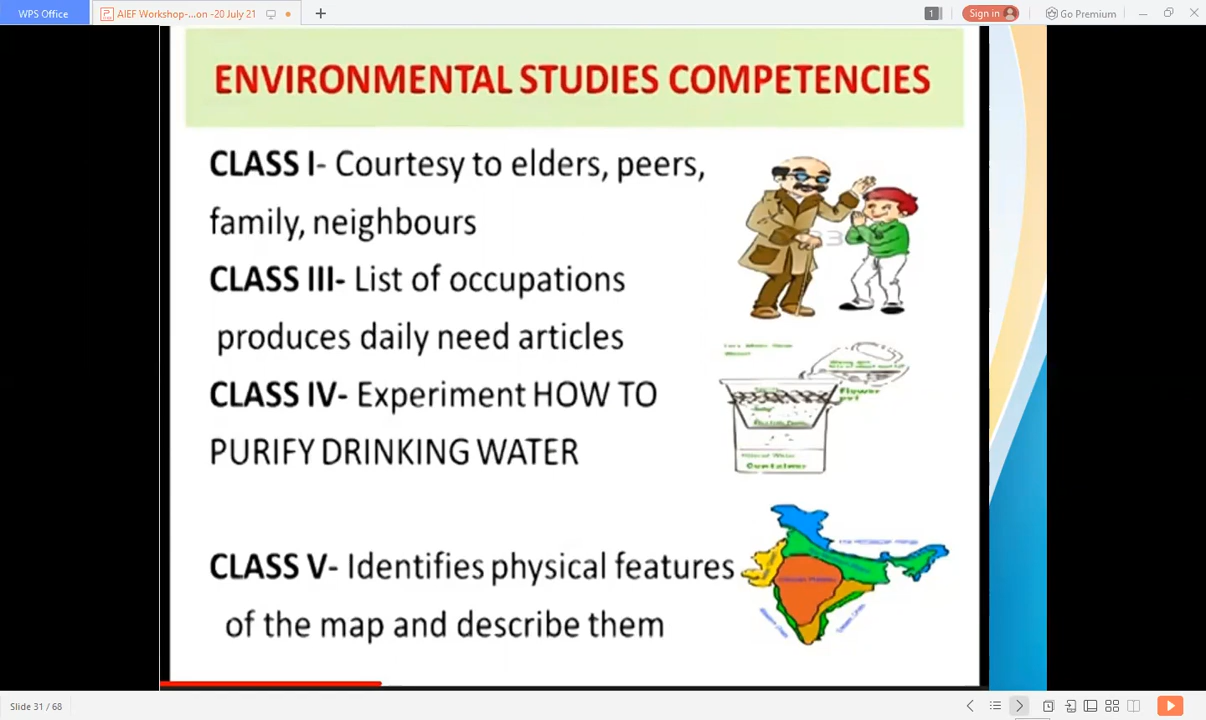 WPS Office
AIEF Workshop-...on -20 July 21
1
Sign in
Go Premium
ENVIRONMENTAL STUDIES COMPETENCIES
CLASS I- Courtesy to elders, peers,
family, neighbours
CLASS III- List of occupations
produces daily need articles
CLASS IV- Experiment HOW TO
PURIFY DRINKING WATER
Container
CLASS V- Identifies physical features
of the map and describe them
Slide 31 / 68